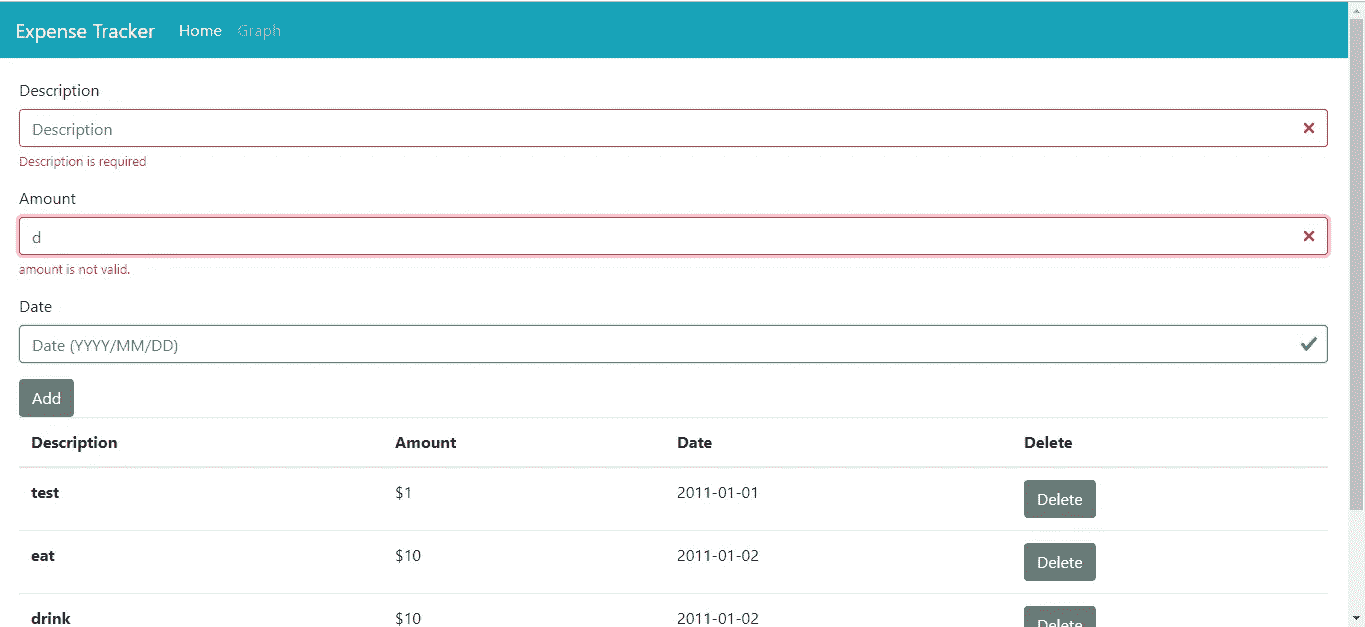 Expense Tracker Home Graph
Description
Description
Description is required
Amount
d
amount is not valid.
Date
Date (YYYY/MM/DD)
Add
Description Amount Date Delete
test $1 2011-01-01 Delete
eat $10 2011-01-02 Delete
drink $10 2011-01-02 Delete